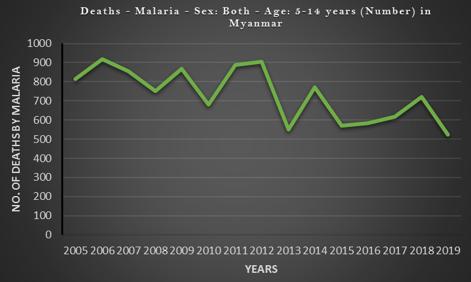 Deaths - Malaria - Sex: Both - Age: 5-14 years (Number) in
Myanmar
NO. OF DEATHS BY MALARIA
1000
900
800
700
600
500
400
300
200
100
0
2005 2006 2007 2008 2009 2010 2011 2012 2013 2014 2015 2016 2017 2018 2019
YEARS